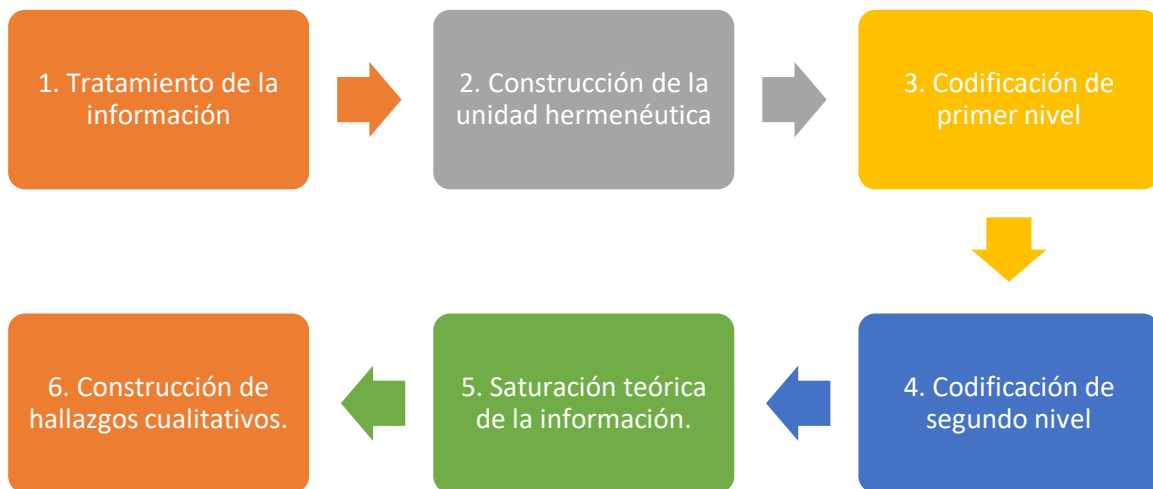 1. Tratamiento de la
información
2. Construcción de la
unidad hermenéutica
3. Codificación de
primer nivel
4. Codificación de
segundo nivel
5. Saturación teórica
de la información.
6. Construcción de
hallazgos cualitativos.